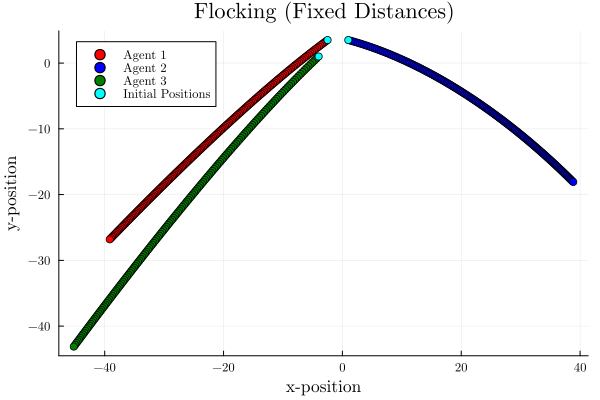 Flocking (Fixed Distances)
Agent 1
Agent 2
Agent 3
Initial Positions
y-position
0
−10
−20
−30
−40
−40
−20
0
20
40
x-position